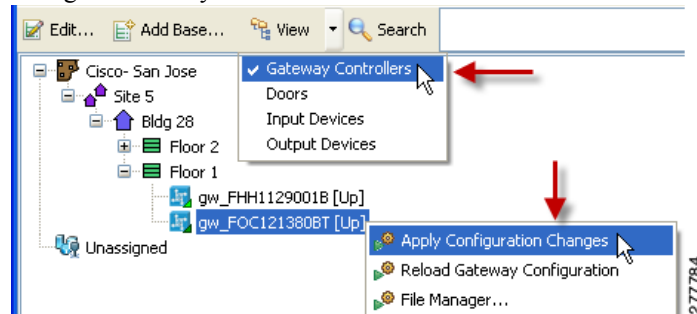 Edit... Add Base... View Search
Cisco- San Jose
Gateway Controllers
Site 5
Doors
Bldg 28
Input Devices
Floor 2
Output Devices
Floor 1
gw_FHH1129001B [Up]
gw_FOC121380BT [Up]
Apply Configuration Changes
Unassigned
Reload Gateway Configuration
File Manager...
277784